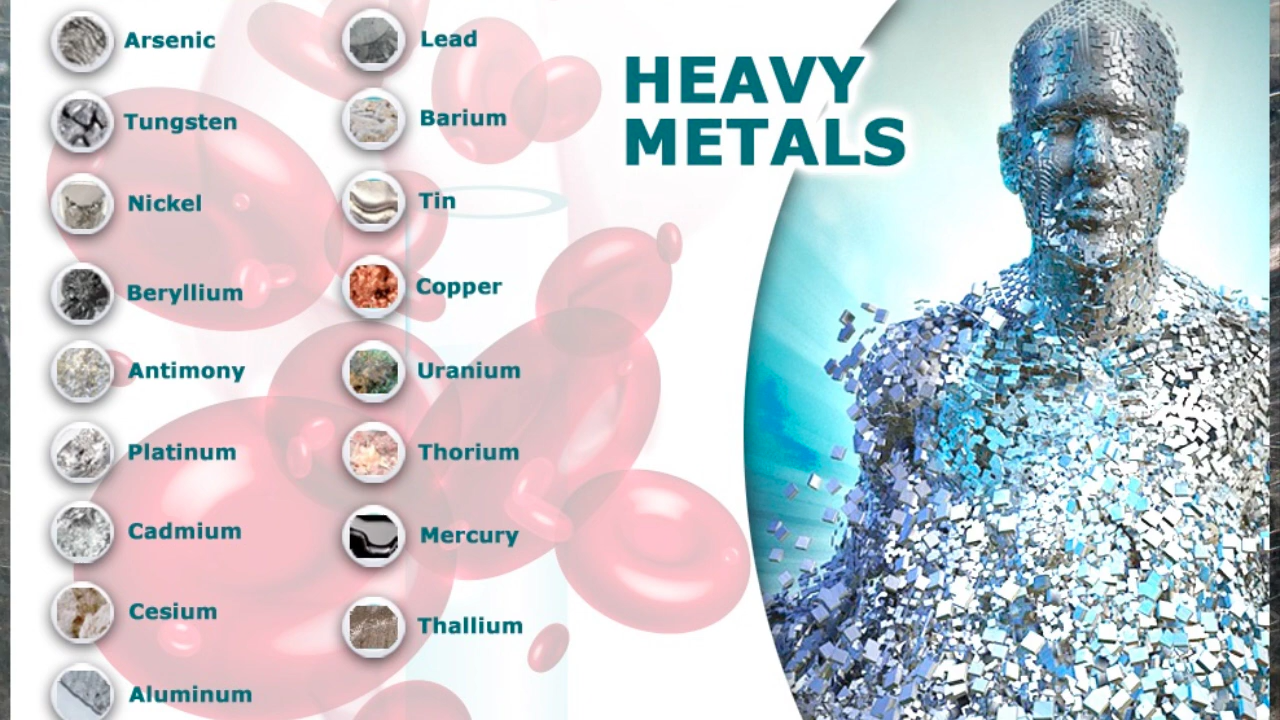 HEAVY
METALS
Arsenic
Tungsten
Nickel
Beryllium
Antimony
Platinum
Cadmium
Cesium
Aluminum
Lead
Barium
Tin
Copper
Uranium
Thorium
Mercury
Thallium